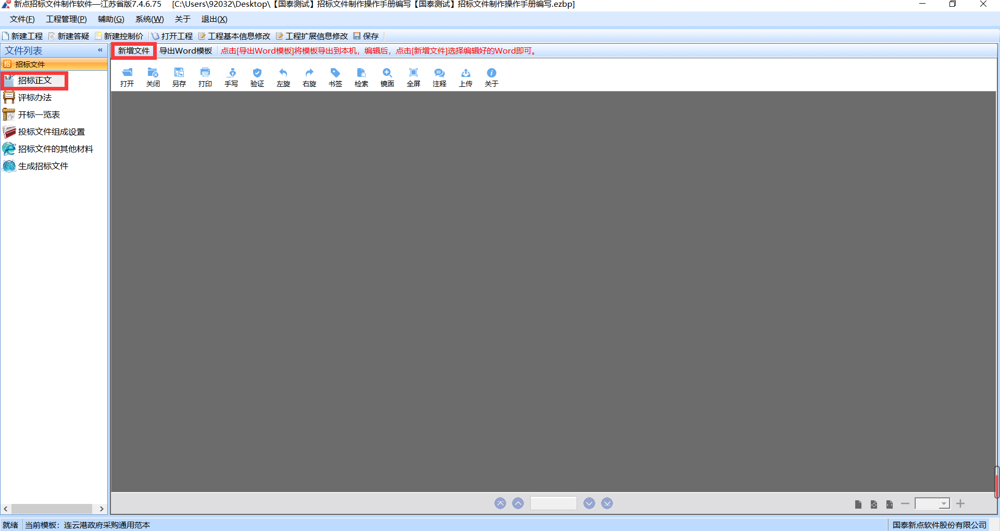 新点招标文件制作软件—江苏省版7.4.6.75 [C:\Users\92032\Desktop\【国泰测试】招标文件制作操作手册编写【国泰测试】招标文件制作操作手册编写.ezbp]
文件(F) 工程管理(P) 辅助(G) 系统(W) 关于 退出(X)
新建工程 新建答疑 新建控制价 打开工程 工程基本信息修改 工程扩展信息修改 保存
文件列表 «
招 招标文件
招标正文
评标办法
开标一览表
投标文件组成设置
招标文件的其他材料
生成招标文件
新增文件 导出Word模板 点击[导出Word模板]将模板导出到本机，编辑后，点击[新增文件]选择编辑好的Word即可。
打开 关闭 另存 打印 手写 验证 左旋 右旋 书签 检索 镜面 全屏 注释 上传 关于
就绪 当前模板：连云港政府采购通用范本 国泰新点软件股份有限公司